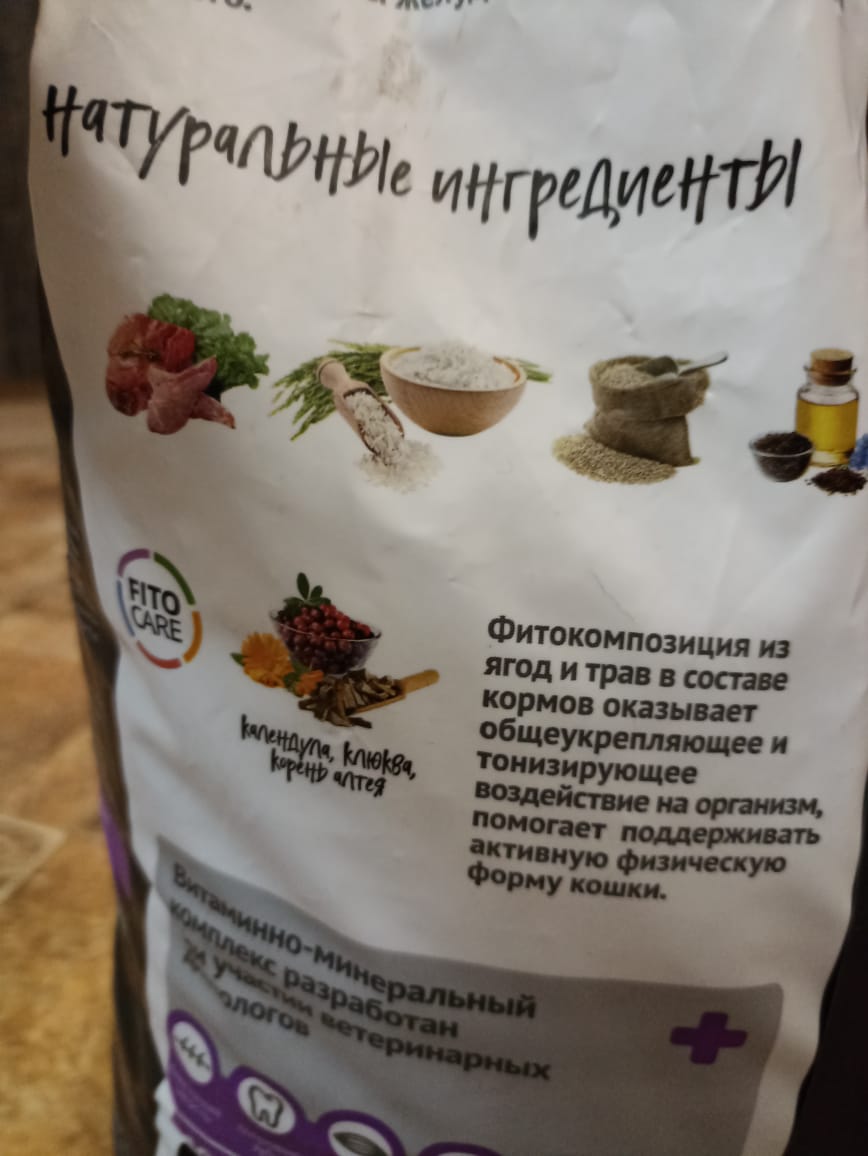 Натуральные ингредиенты
FITO
CARE
календула, клюква,
корень алтея
Фитокомпозиция из
ягод и трав в составе
кормов оказывает
общеукрепляющее и
тонизирующее
воздействие на организм,
помогает поддерживать
активную физическую
форму кошки.
Витаминно-минеральный
комплекс разработан
участии ветеринарных